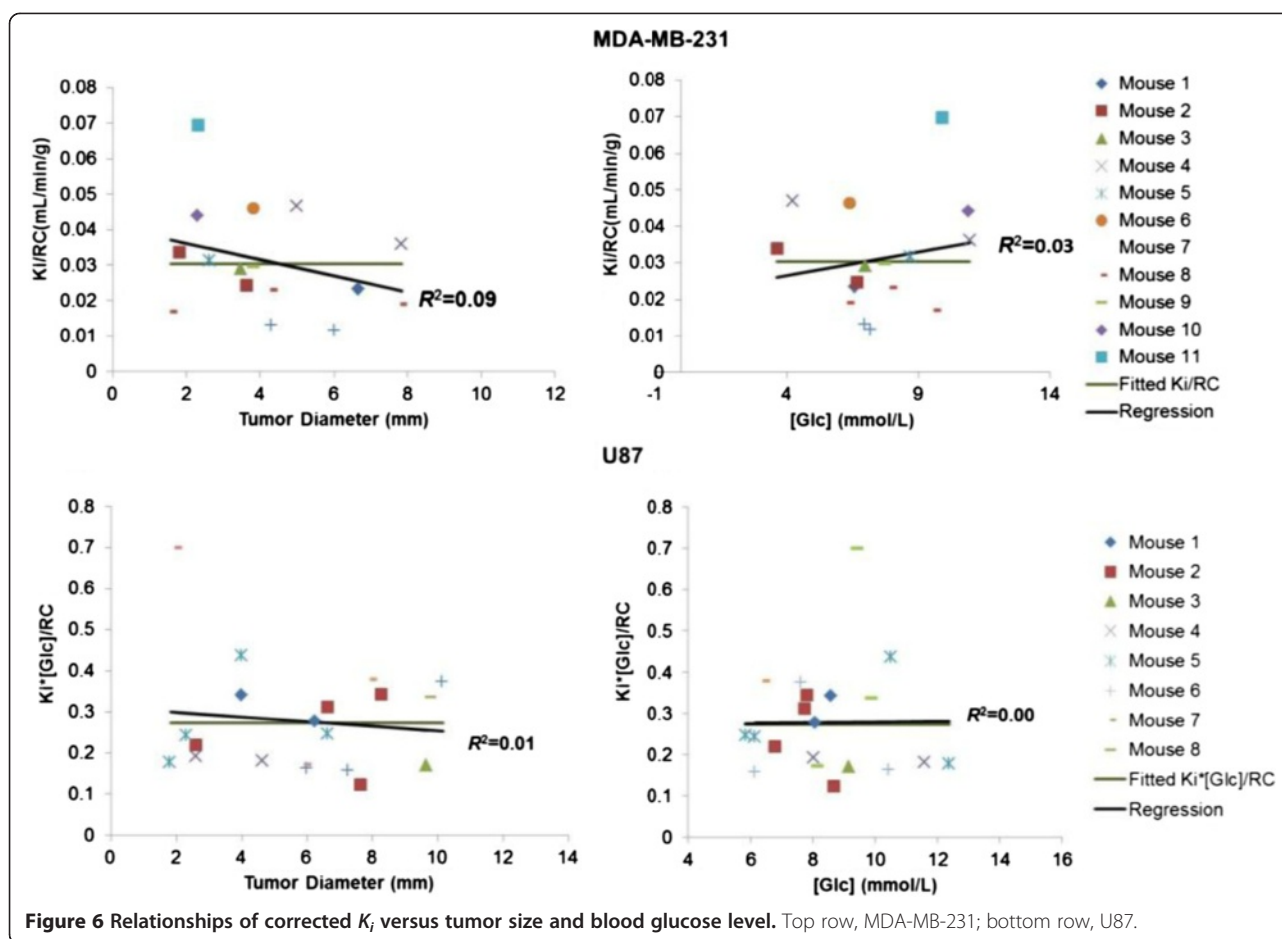 MDA-MB-231
Ki/RC(mL/min/g)
0.08
0.07
0.06
0.05
0.04
0.03
0.02
0.01
0
R²=0.09
0 2 4 6 8 10 12
Tumor Diameter (mm)
Ki/RC(mL/min/g)
0.08
0.07
0.06
0.05
0.04
0.03
0.02
0.01
0
R²=0.03
-1 4 9 14
[Glc] (mmol/L)
Mouse 1
Mouse 2
Mouse 3
Mouse 4
Mouse 5
Mouse 6
Mouse 7
Mouse 8
Mouse 9
Mouse 10
Mouse 11
Fitted Ki/RC
Regression
U87
Ki*[Glc]/RC
0.8
0.7
0.6
0.5
0.4
0.3
0.2
0.1
0
R²=0.01
0 2 4 6 8 10 12 14
Tumor Diameter (mm)
Ki*[Glc]/RC
0.8
0.7
0.6
0.5
0.4
0.3
0.2
0.1
0
R²=0.00
4 6 8 10 12 14 16
[Glc] (mmol/L)
Mouse 1
Mouse 2
Mouse 3
Mouse 4
Mouse 5
Mouse 6
Mouse 7
Mouse 8
Fitted Ki*[Glc]/RC
Regression
Figure 6 Relationships of corrected Ki versus tumor size and blood glucose level. Top row, MDA-MB-231; bottom row, U87.